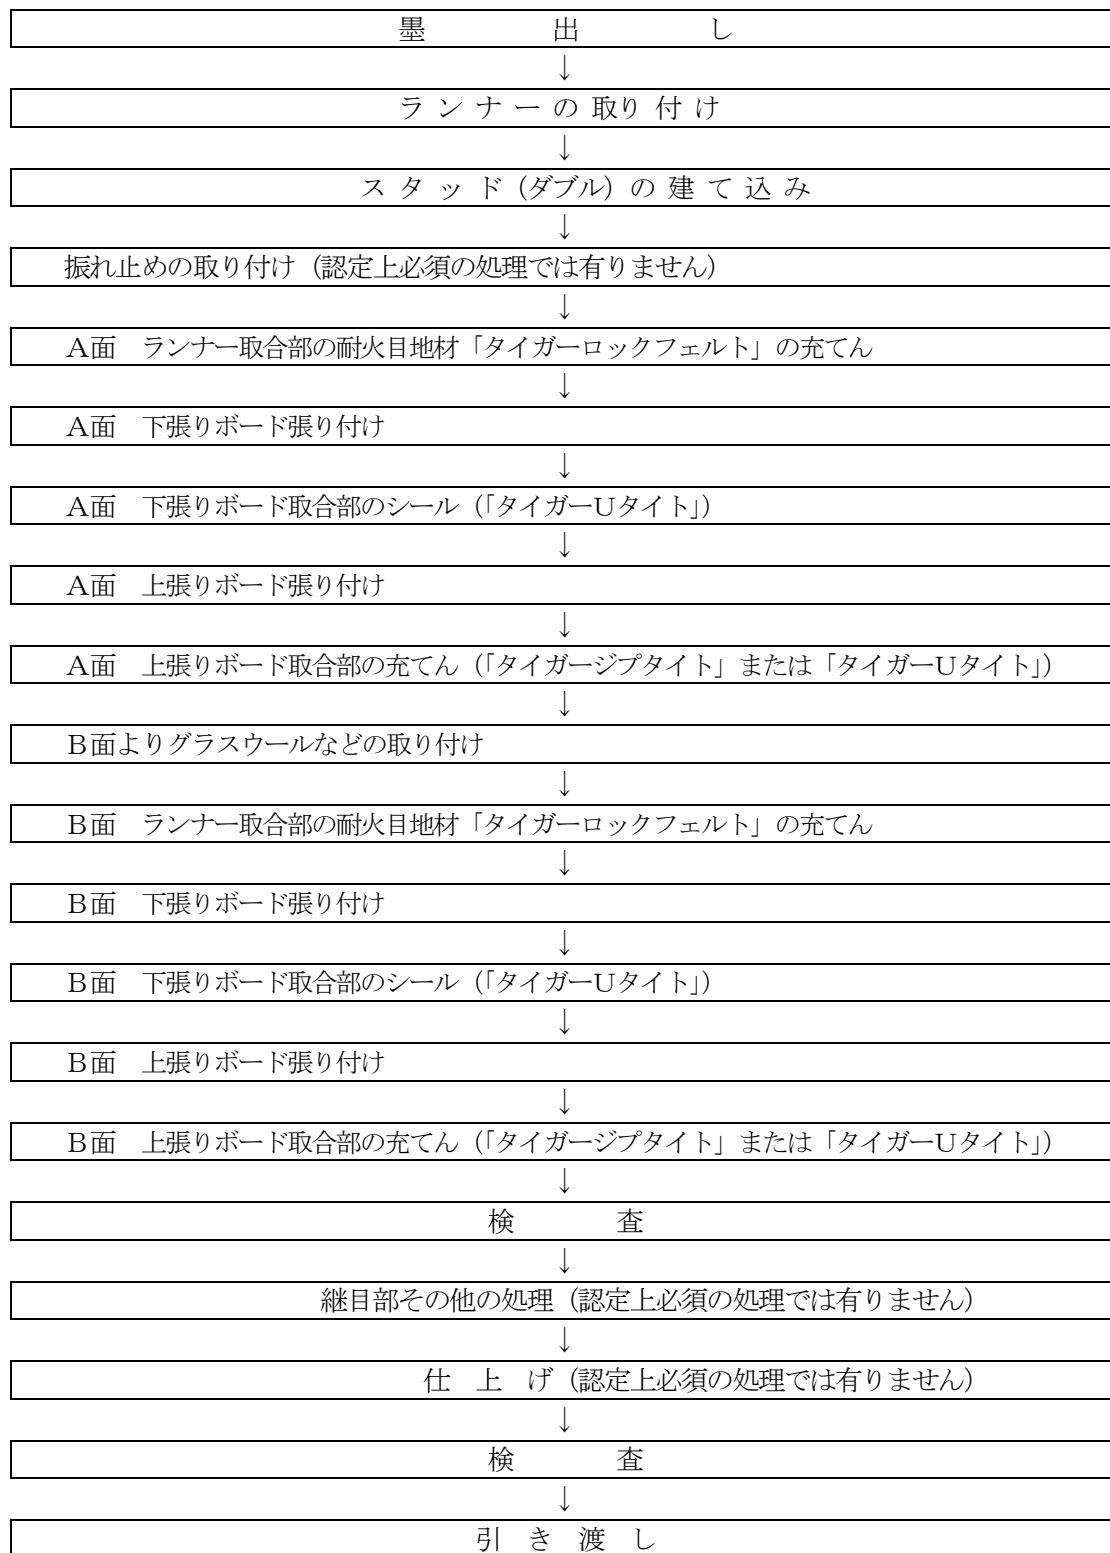 墨出し
↓
ランナーの取り付け
↓
スタッド（ダブル）の建て込み
↓
振れ止めの取り付け（認定上必須の処理では有りません）
↓
Ａ面　ランナー取合部の耐火目地材「タイガーロックフェルト」の充てん
↓
Ａ面　下張りボード張り付け
↓
Ａ面　下張りボード取合部のシール（「タイガーＵタイト」）
↓
Ａ面　上張りボード張り付け
↓
Ａ面　上張りボード取合部の充てん（「タイガージプタイト」または「タイガーＵタイト」）
↓
Ｂ面よりグラスウールなどの取り付け
↓
Ｂ面　ランナー取合部の耐火目地材「タイガーロックフェルト」の充てん
↓
Ｂ面　下張りボード張り付け
↓
Ｂ面　下張りボード取合部のシール（「タイガーＵタイト」）
↓
Ｂ面　上張りボード張り付け
↓
Ｂ面　上張りボード取合部の充てん（「タイガージプタイト」または「タイガーＵタイト」）
↓
検査
↓
継目部その他の処理（認定上必須の処理では有りません）
↓
仕上げ（認定上必須の処理では有りません）
↓
検査
↓
引き渡し